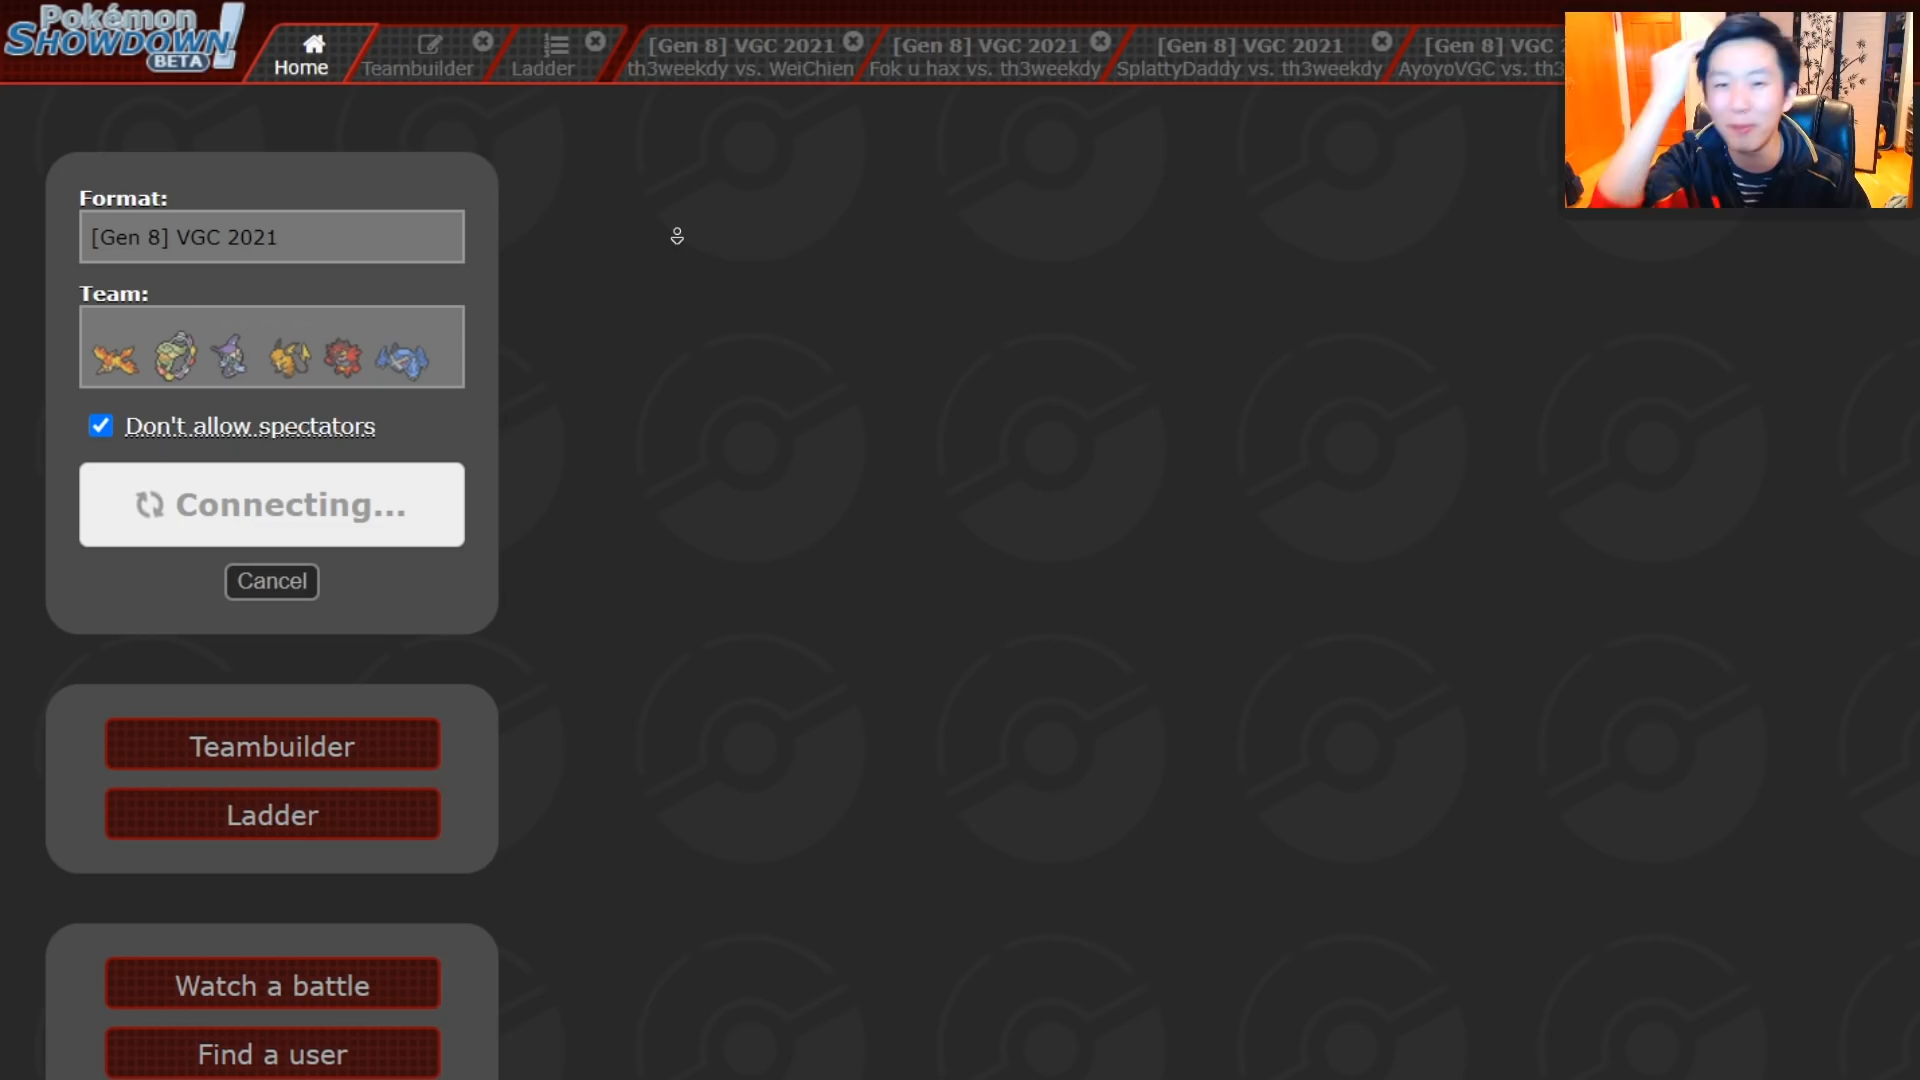 Pokémon
SHOWDOWN!
BETA
Home
Teambuilder
Ladder
[Gen 8] VGC 2021
th3weekdy vs. WeiChien
[Gen 8] VGC 2021
Fok u hax vs. th3weekdy
[Gen 8] VGC 2021
SplattyDaddy vs. th3weekdy
[Gen 8] VGC
AyoyoVGC vs. th3
Format:
[Gen 8] VGC 2021
Team:
Don't allow spectators
Connecting...
Cancel
Teambuilder
Ladder
Watch a battle
Find a user